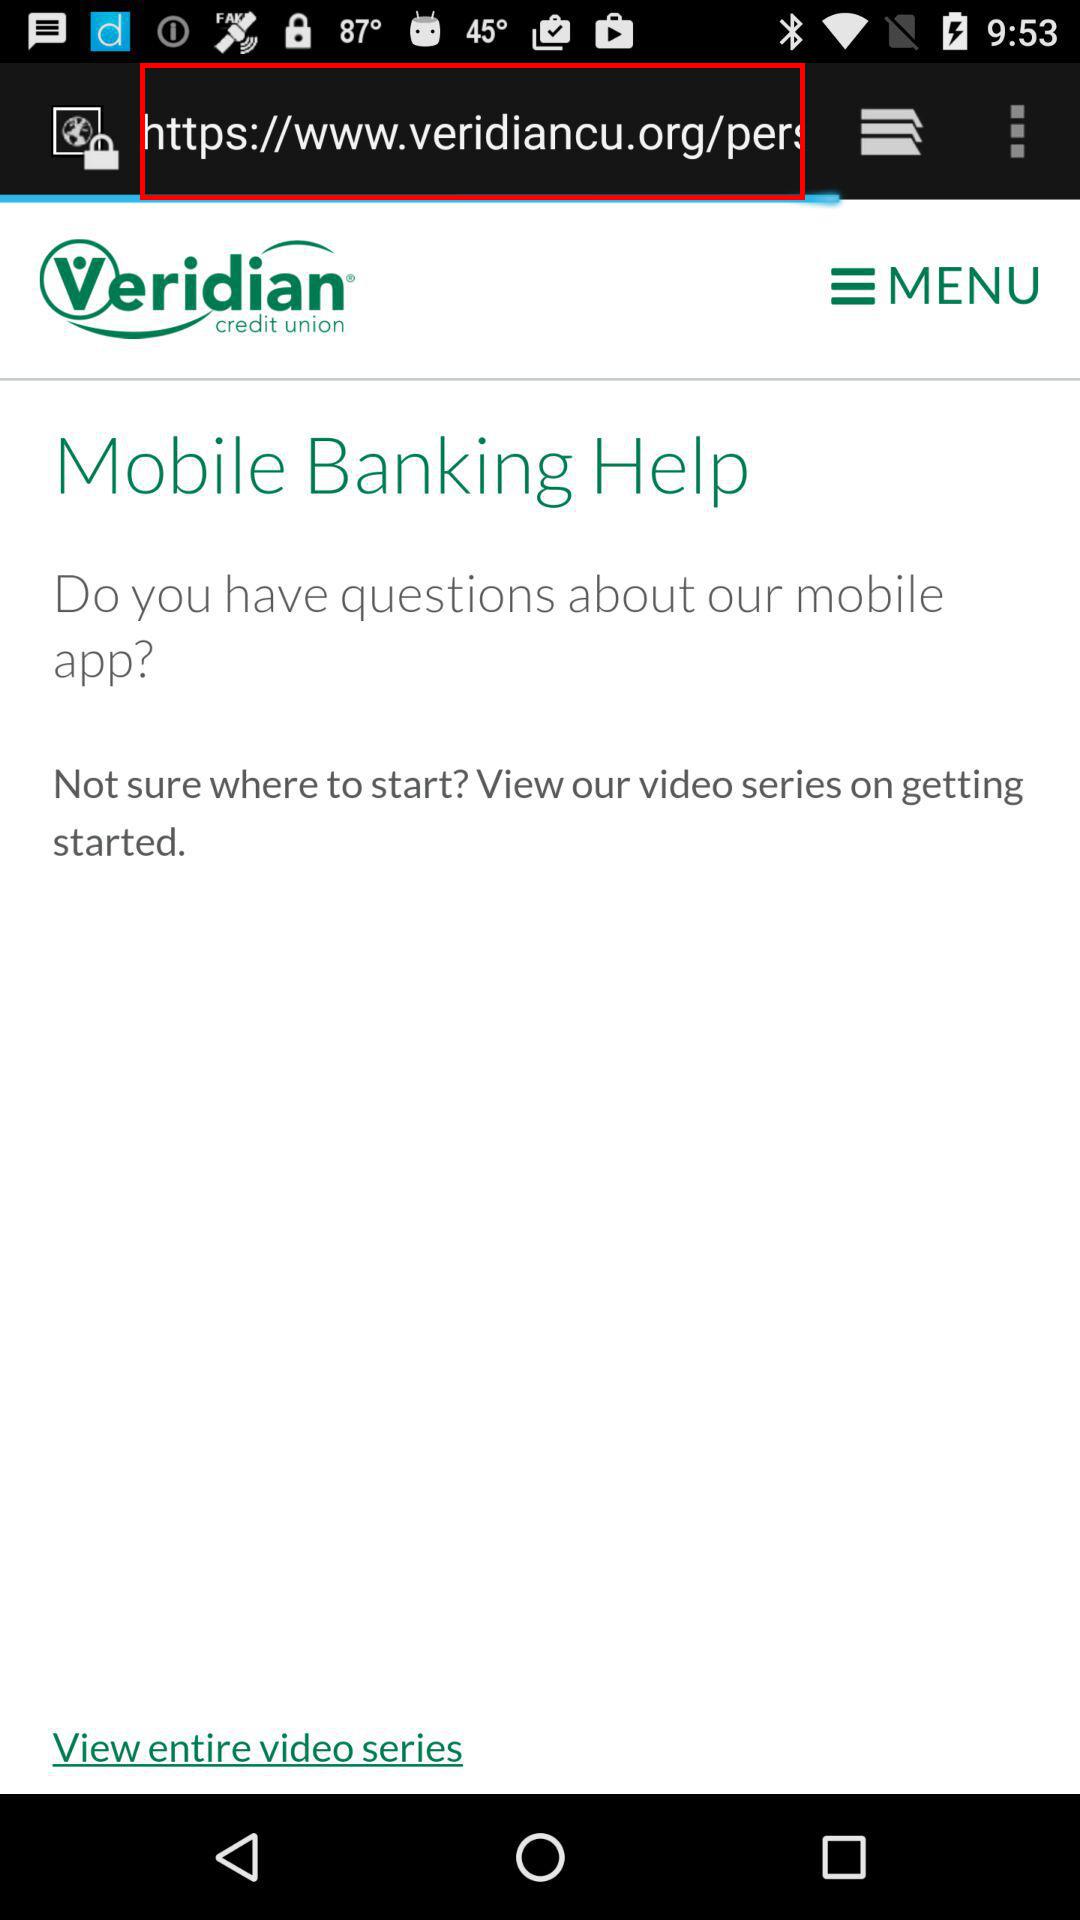 FAKE 87° 45° 9:53
https://www.veridiancu.org/pers
Veridian®
credit union
MENU
Mobile Banking Help
Do you have questions about our mobile
app?
Not sure where to start? View our video series on getting
started.
View entire video series